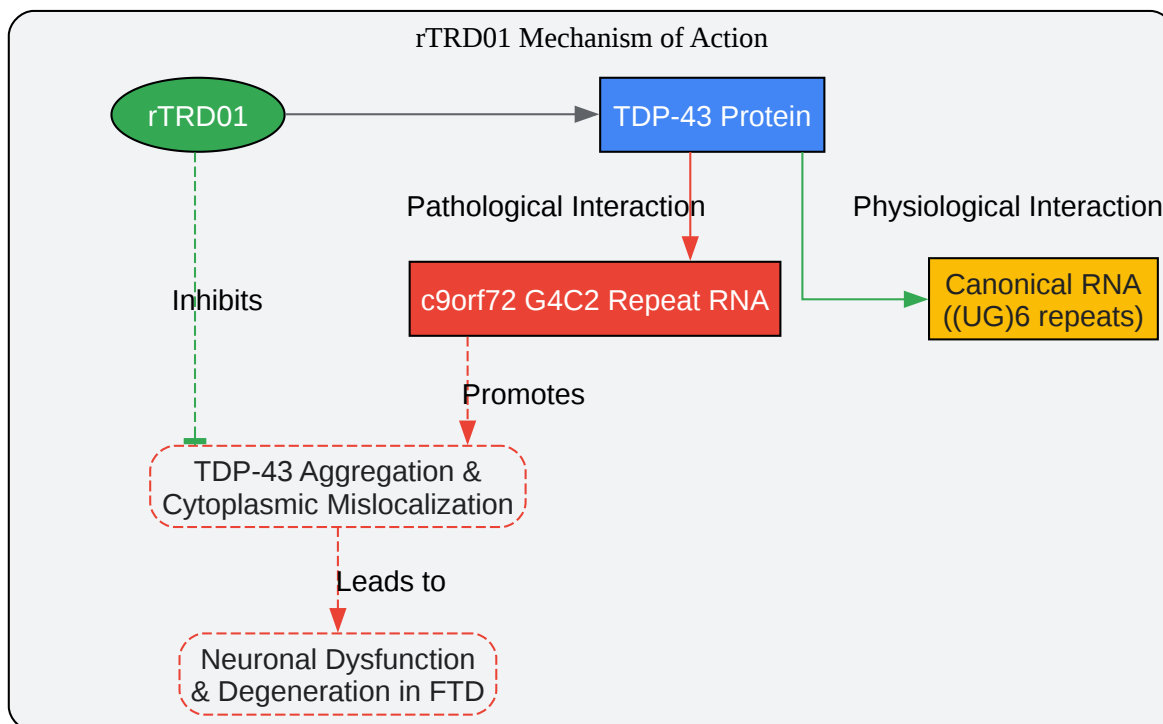 rTRD01 Mechanism of Action
rTRD01
TDP-43 Protein
Pathological Interaction
Physiological Interaction
c9orf72 G4C2 Repeat RNA
Canonical RNA
((UG)6 repeats)
Inhibits
Promotes
TDP-43 Aggregation &
Cytoplasmic Mislocalization
Leads to
Neuronal Dysfunction
& Degeneration in FTD